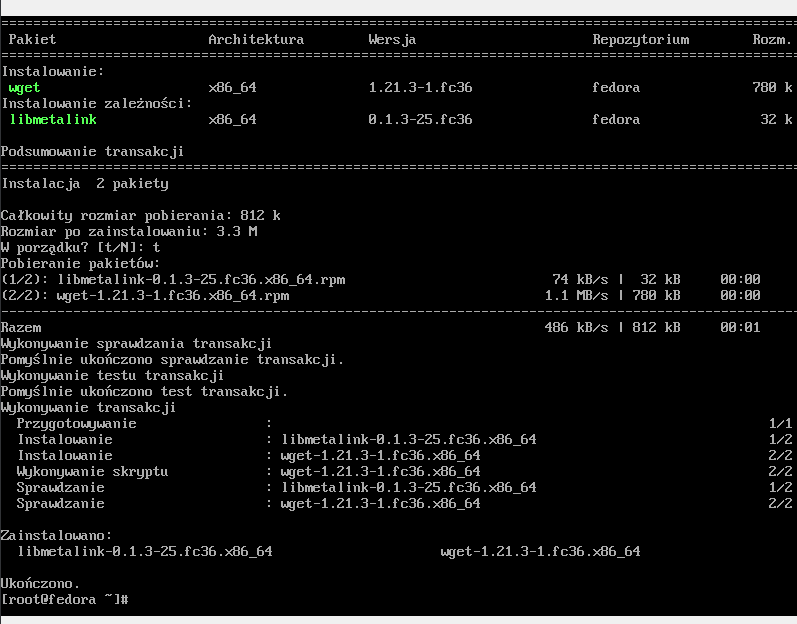 ================================================================================
Pakiet Architektura Wersja Repozytorium Rozm.
================================================================================
Instalowanie:
wget x86_64 1.21.3-1.fc36 fedora 780 k
Instalowanie zależności:
libmetalink x86_64 0.1.3-25.fc36 fedora 32 k
Podsumowanie transakcji
================================================================================
Instalacja 2 pakiety
Całkowity rozmiar pobierania: 812 k
Rozmiar po zainstalowaniu: 3.3 M
W porządku? [t/N]: t
Pobieranie pakietów:
(1/2): libmetalink-0.1.3-25.fc36.x86_64.rpm 74 kB/s | 32 kB 00:00
(2/2): wget-1.21.3-1.fc36.x86_64.rpm 1.1 MB/s | 780 kB 00:00
--------------------------------------------------------------------------------
Razem 486 kB/s | 812 kB 00:01
Wykonywanie sprawdzania transakcji
Pomyślnie ukończono sprawdzanie transakcji.
Wykonywanie testu transakcji
Pomyślnie ukończono test transakcji.
Wykonywanie transakcji
Przygotowywanie : 1/1
Instalowanie : libmetalink-0.1.3-25.fc36.x86_64 1/2
Instalowanie : wget-1.21.3-1.fc36.x86_64 2/2
Wykonywanie skryptu : wget-1.21.3-1.fc36.x86_64 2/2
Sprawdzanie : libmetalink-0.1.3-25.fc36.x86_64 1/2
Sprawdzanie : wget-1.21.3-1.fc36.x86_64 2/2
Zainstalowano:
libmetalink-0.1.3-25.fc36.x86_64 wget-1.21.3-1.fc36.x86_64
Ukończono.
[root@fedora ~]#